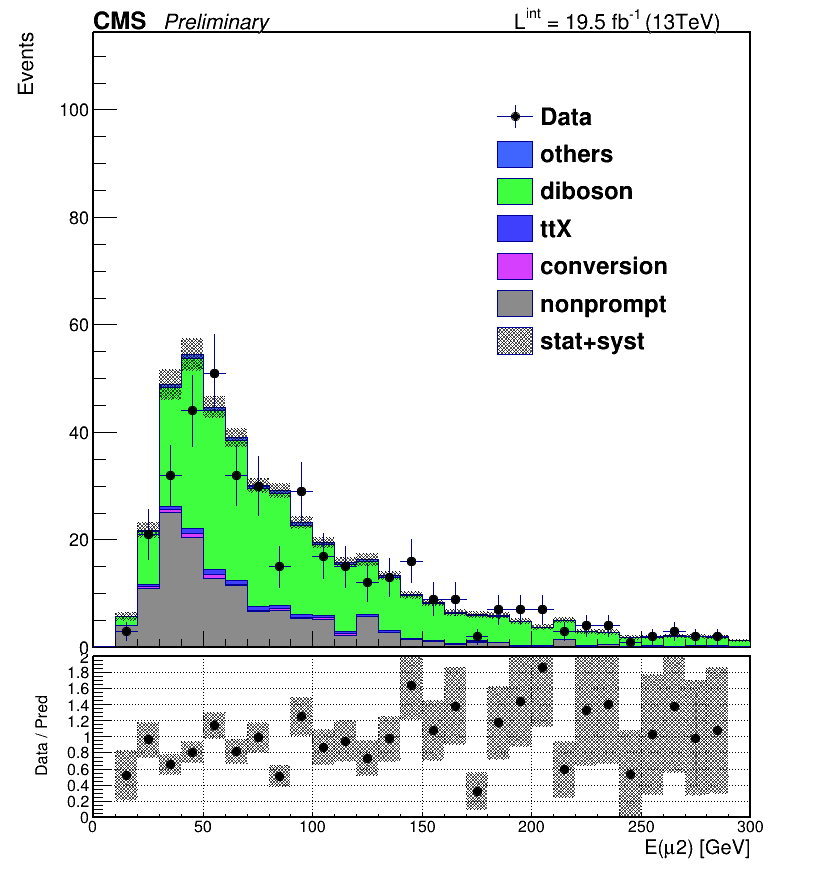 CMS Preliminary L^int = 19.5 fb^-1 (13TeV)
Events
100
80
60
40
20
0
Data
others
diboson
ttX
conversion
nonprompt
stat+syst
Data / Pred
2
1.8
1.6
1.4
1.2
1
0.8
0.6
0.4
0.2
0
0 50 100 150 200 250 300
E(μ2) [GeV]